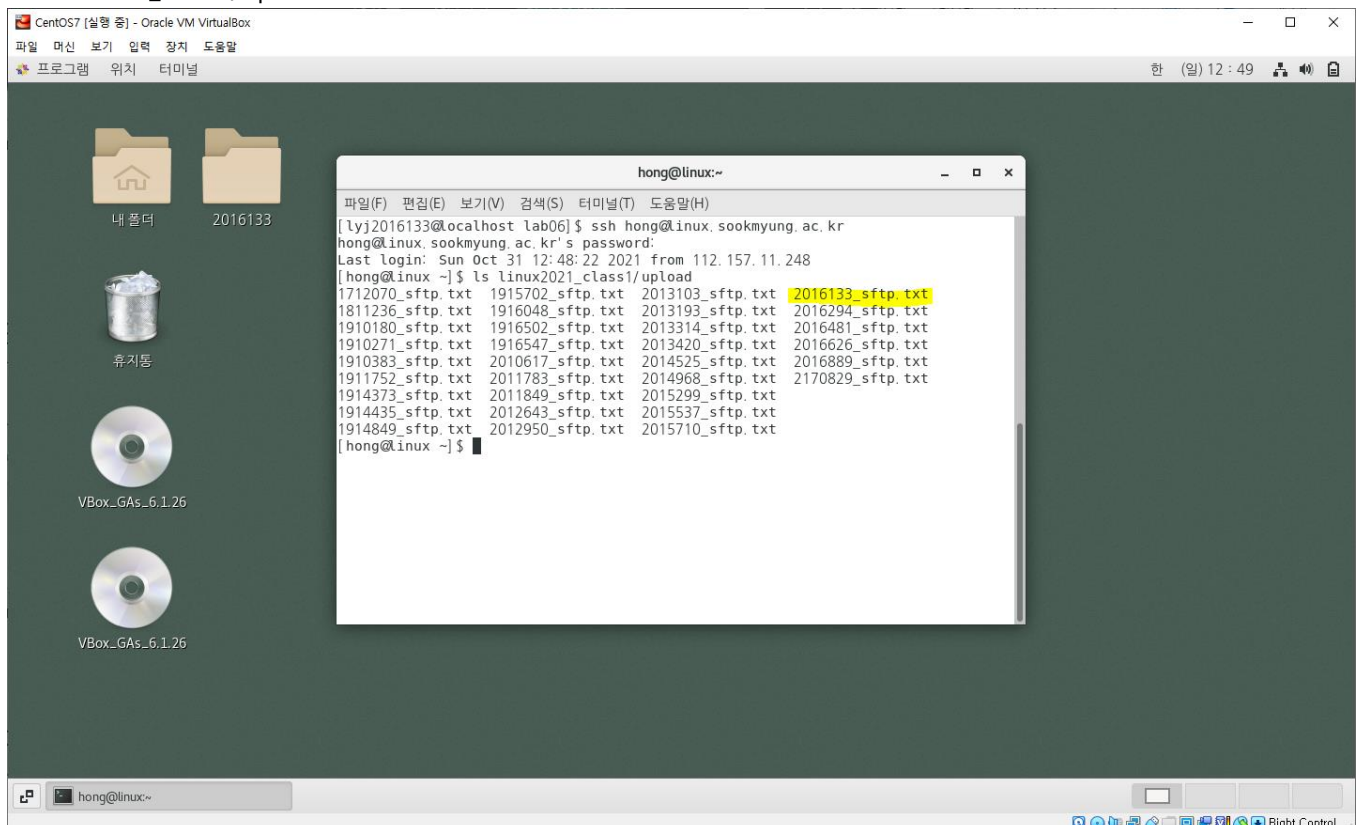 CentOS7 [실행 중] - Oracle VM VirtualBox
파일 머신 보기 입력 장치 도움말
프로그램 위치 터미널 한 (일) 12 : 49
내 폴더 2016133
휴지통
VBox_GAs_6.1.26
VBox_GAs_6.1.26
hong@linux:~
파일(F) 편집(E) 보기(V) 검색(S) 터미널(T) 도움말(H)
[lyj2016133@localhost lab06]$ ssh hong@linux.sookmyung.ac.kr
hong@linux.sookmyung.ac.kr's password:
Last login: Sun Oct 31 12:48:22 2021 from 112.157.11.248
[hong@linux ~]$ ls linux2021_class1/upload
1712070_sftp.txt 1915702_sftp.txt 2013103_sftp.txt 2016133_sftp.txt
1811236_sftp.txt 1916048_sftp.txt 2013193_sftp.txt 2016294_sftp.txt
1910180_sftp.txt 1916502_sftp.txt 2013314_sftp.txt 2016481_sftp.txt
1910271_sftp.txt 1916547_sftp.txt 2013420_sftp.txt 2016626_sftp.txt
1910383_sftp.txt 2010617_sftp.txt 2014525_sftp.txt 2016889_sftp.txt
1911752_sftp.txt 2011783_sftp.txt 2014968_sftp.txt 2170829_sftp.txt
1914373_sftp.txt 2011849_sftp.txt 2015299_sftp.txt
1914435_sftp.txt 2012643_sftp.txt 2015537_sftp.txt
1914849_sftp.txt 2012950_sftp.txt 2015710_sftp.txt
[hong@linux ~]$
hong@linux:~
Right Control